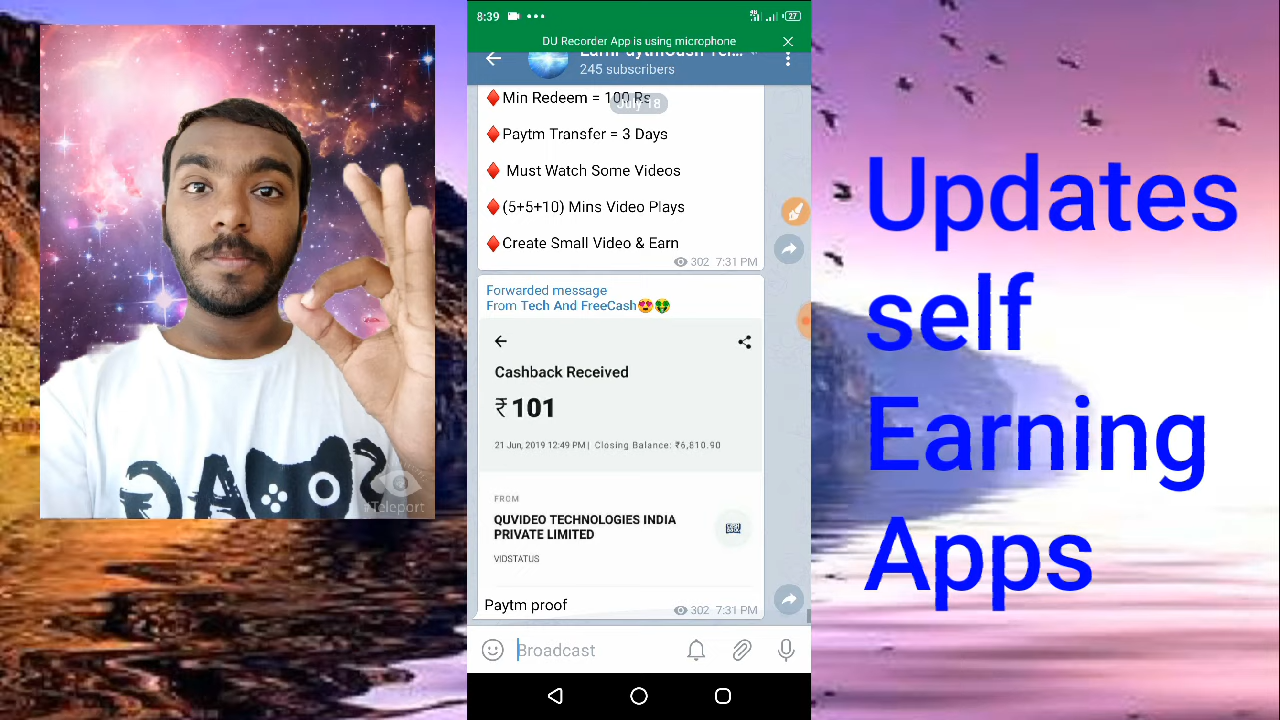 8:39
27
DU Recorder App is using microphone
245 subscribers
July 18
Min Redeem = 100 Rs
Paytm Transfer = 3 Days
Must Watch Some Videos
(5+5+10) Mins Video Plays
Create Small Video & Earn
302 7:31 PM
Forwarded message
From Tech And FreeCash
Cashback Received
₹101
21 Jun, 2019 12:49 PM | Closing Balance: ₹6,810.90
FROM
QUVIDEO TECHNOLOGIES INDIA
PRIVATE LIMITED
VIDSTATUS
Paytm proof
302 7:31 PM
Broadcast
#Teleport
Updates
self
Earning
Apps